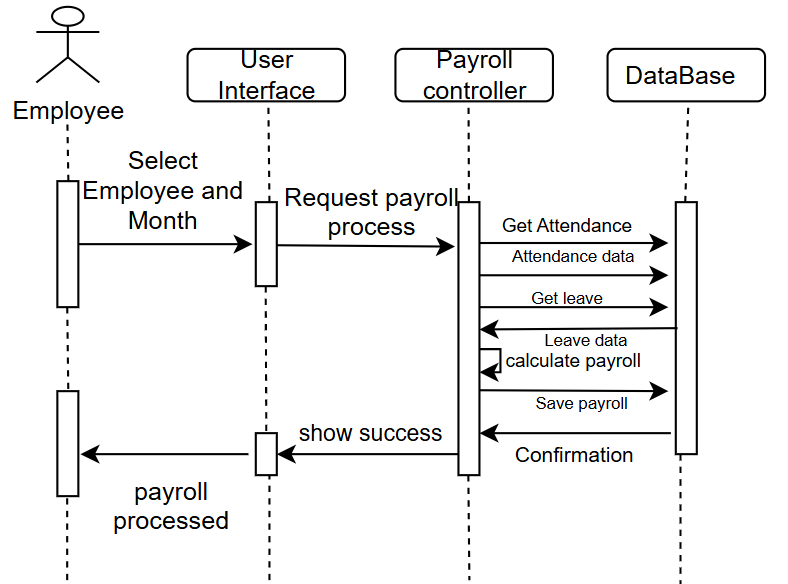 User
Interface
Payroll
controller
DataBase
Employee
Select
Employee and
Month
Request payroll
process
Get Attendance
Attendance data
Get leave
Leave data
calculate payroll
Save payroll
show success
Confirmation
payroll
processed